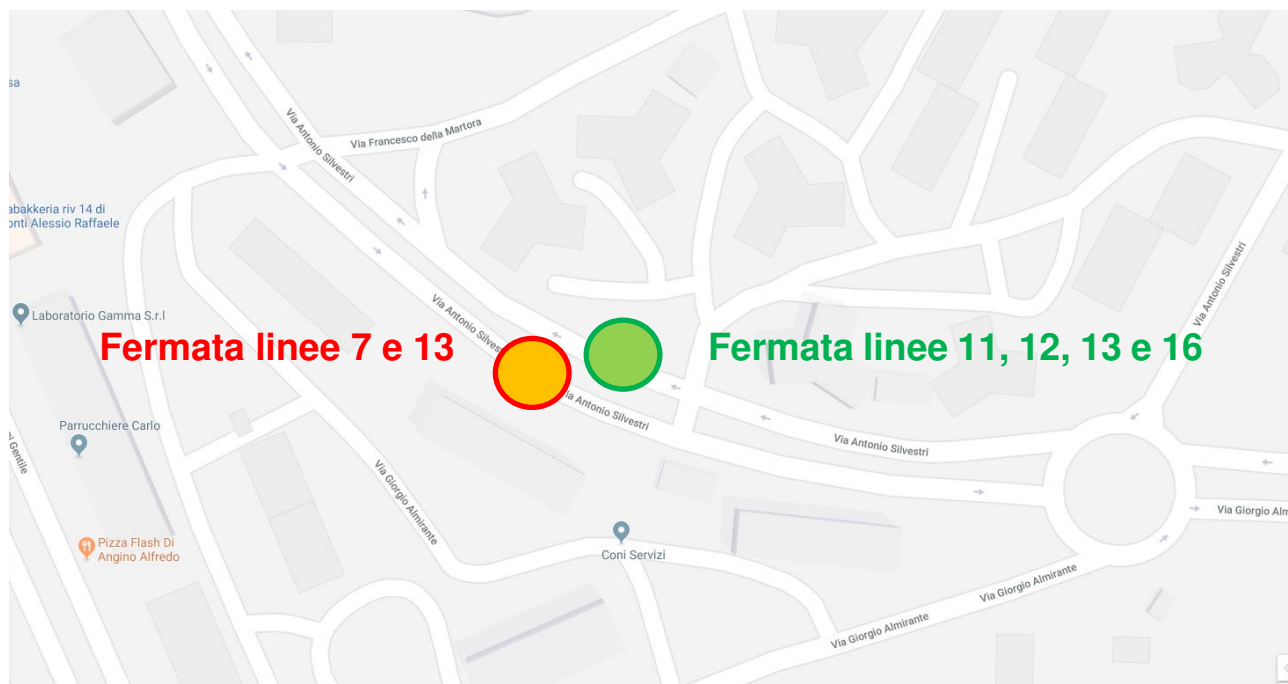 sa
Via Antonio Silvestri
Via Francesco della Martora
abakkeria riv 14 di
onti Alessio Raffaele
Via Antonio Silvestri
Via Antonio Silvestri
Laboratorio Gamma S.r.l
Fermata linee 7 e 13
Fermata linee 11, 12, 13 e 16
Via Antonio Silvestri
Parrucchiere Carlo
Via Antonio Silvestri
Gentile
Via Giorgio Almirante
Via Giorgio Alm
Pizza Flash Di
Angino Alfredo
Coni Servizi
Via Giorgio Almirante
Via Giorgio Almirante